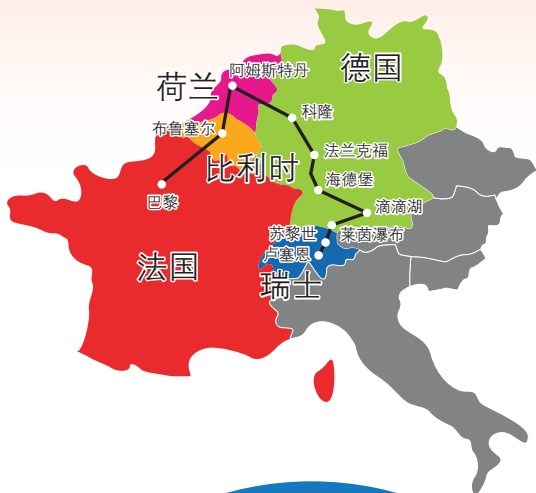 德国
阿姆斯特丹
荷兰
科隆
布鲁塞尔
法兰克福
比利时
海德堡
巴黎
滴滴湖
苏黎世
莱茵瀑布
卢塞恩
法国
瑞士